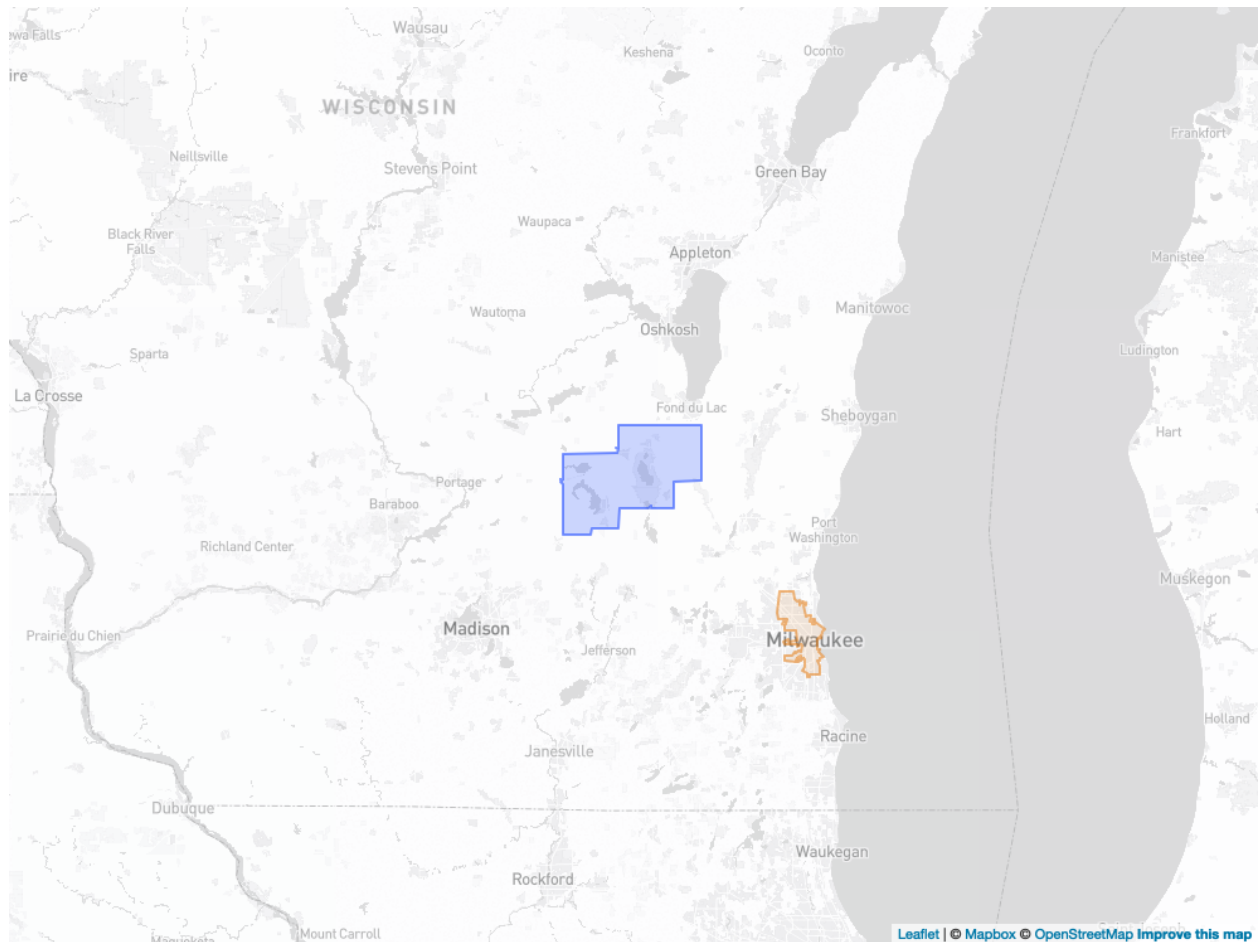 Wausau
ewa Falls
Keshena
Oconto
ire
WISCONSIN
Frankfort
Neillsville
Stevens Point
Green Bay
Waupaca
Black River
Falls
Appleton
Manistee
Wautoma
Manitowoc
Oshkosh
Sparta
Ludington
La Crosse
Fond du Lac
Sheboygan
Hart
Portage
Baraboo
Port
Washington
Richland Center
Muskegon
Madison
Prairie du Chien
Milwaukee
Jefferson
Holland
Racine
Janesville
Dubuque
Waukegan
Rockford
Mount Carroll
Maquoketa
Leaflet | © Mapbox © OpenStreetMap Improve this map